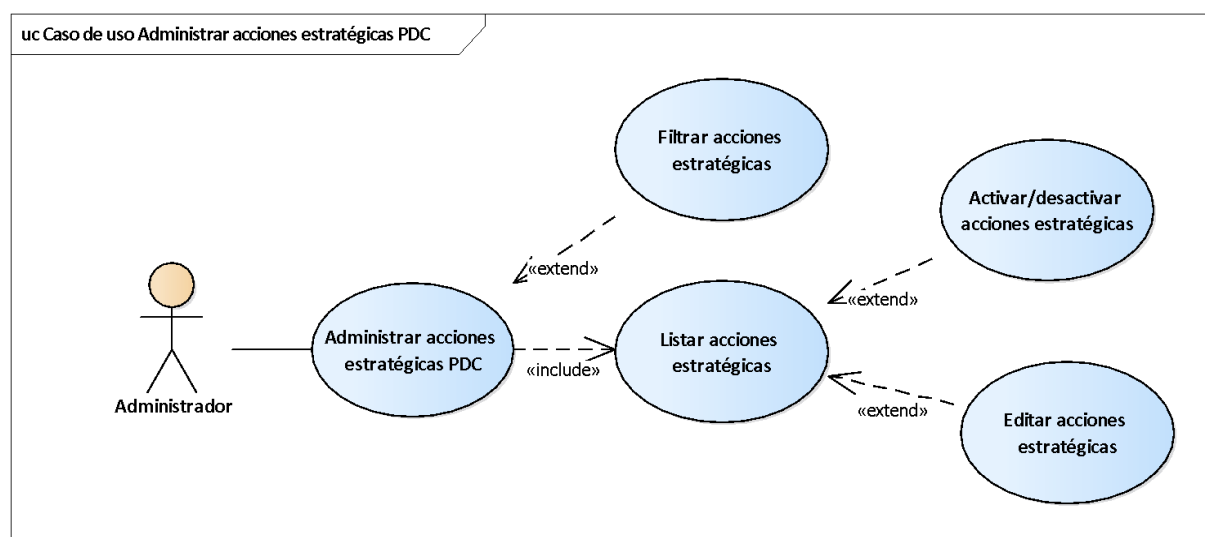 uc Caso de uso Administrar acciones estratégicas PDC
Filtrar acciones
estratégicas
Activar/desactivar
acciones estratégicas
«extend»
«extend»
Administrar acciones
estratégicas PDC
Listar acciones
estratégicas
«include»
Administrador
«extend»
Editar acciones
estratégicas